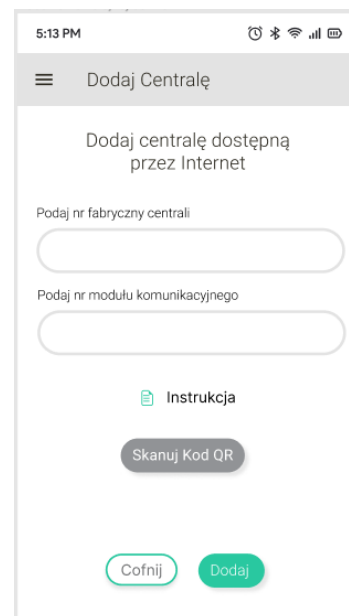 5:13 PM
Dodaj Centralę
Dodaj centralę dostępną
przez Internet
Podaj nr fabryczny centrali
Podaj nr modułu komunikacyjnego
Instrukcja
Skanuj Kod QR
Cofnij
Dodaj